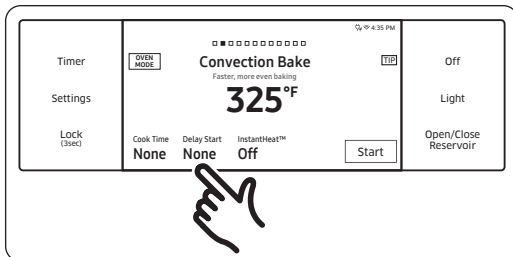 Timer
Settings
Lock
(3sec)
4:35 PM
OVEN
MODE
Convection Bake
TIP
Faster, more even baking
325°F
Cook Time Delay Start InstantHeat™
None None Off
Start
Off
Light
Open/Close
Reservoir